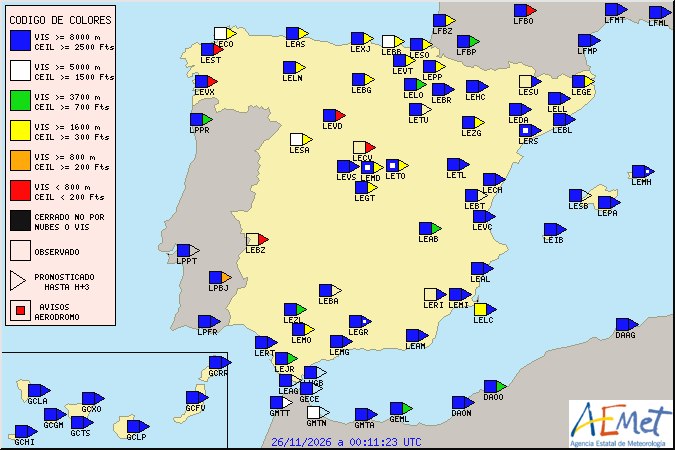 CODIGO DE COLORES
VIS >= 8000 m
CEIL >= 2500 Fts
VIS >= 5000 m
CEIL >= 1500 Fts
VIS >= 3700 m
CEIL >= 700 Fts
VIS >= 1600 m
CEIL >= 300 Fts
VIS >= 800 m
CEIL >= 200 Fts
VIS < 800 m
CEIL < 200 Fts
CERRADO NO POR
NUBES O VIS
OBSERVADO
PRONOSTICADO
HASTA H+3
AVISOS
AERODROMO
LFBO
LFMT
LFML
LFBZ
LECO
LEAS
LEXJ
LEBB
LESO
LFBP
LFMP
LEST
LEVT
LEPP
LELN
LEVX
LEBG
LELO
LEBR
LEHC
LESU
LEGE
LELL
LPPR
LEVD
LETU
LEZG
LEDA
LEBL
LERS
LESA
LECV
LEVS
LEMD
LETO
LETL
LEMH
LEGT
LECH
LEBT
LESB
LEPA
LEVC
LEAB
LEIB
LEBZ
LPPT
LEAL
LPBJ
LEBA
LERI
LEMI
LEZL
LELC
LPFR
LEMO
LEGR
LERT
LEMG
LEAM
DAAG
LEJR
GCRR
LEAG
LXGB
GECE
DAOO
GCLA
GCXO
GCFV
GMTT
GMTN
GMTA
GEML
DAON
GCGM
GCTS
GCLP
GCHI
26/11/2026 a 00:11:23 UTC
AEMet
Agencia Estatal de Meteorología